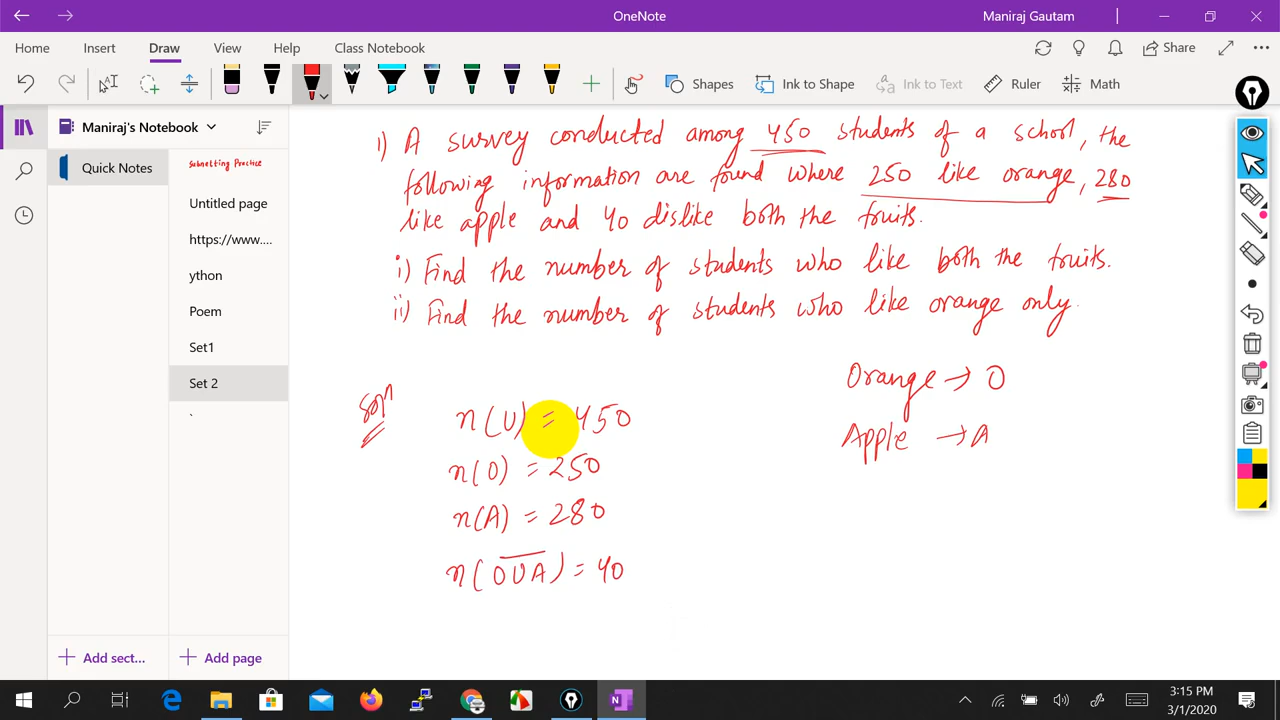 OneNote
Maniraj Gautam
Home Insert Draw View Help Class Notebook
Share
Shapes Ink to Shape Ink to Text Ruler Math
Maniraj's Notebook
Quick Notes
Subnetting Practice
Untitled page
https://www....
ython
Poem
Set1
Set 2
`
1) A survey conducted among 450 students of a school, the
following information are found where 250 like orange, 280
like apple and 40 dislike both the fruits.
i) Find the number of students who like both the fruits.
ii) Find the number of students who like orange only.
Orange → O
Apple → A
Soln
n(U) = 450
n(O) = 250
n(A) = 280
n(O̅U̅A̅) = 40
Add sect...
Add page
3:15 PM
3/1/2020